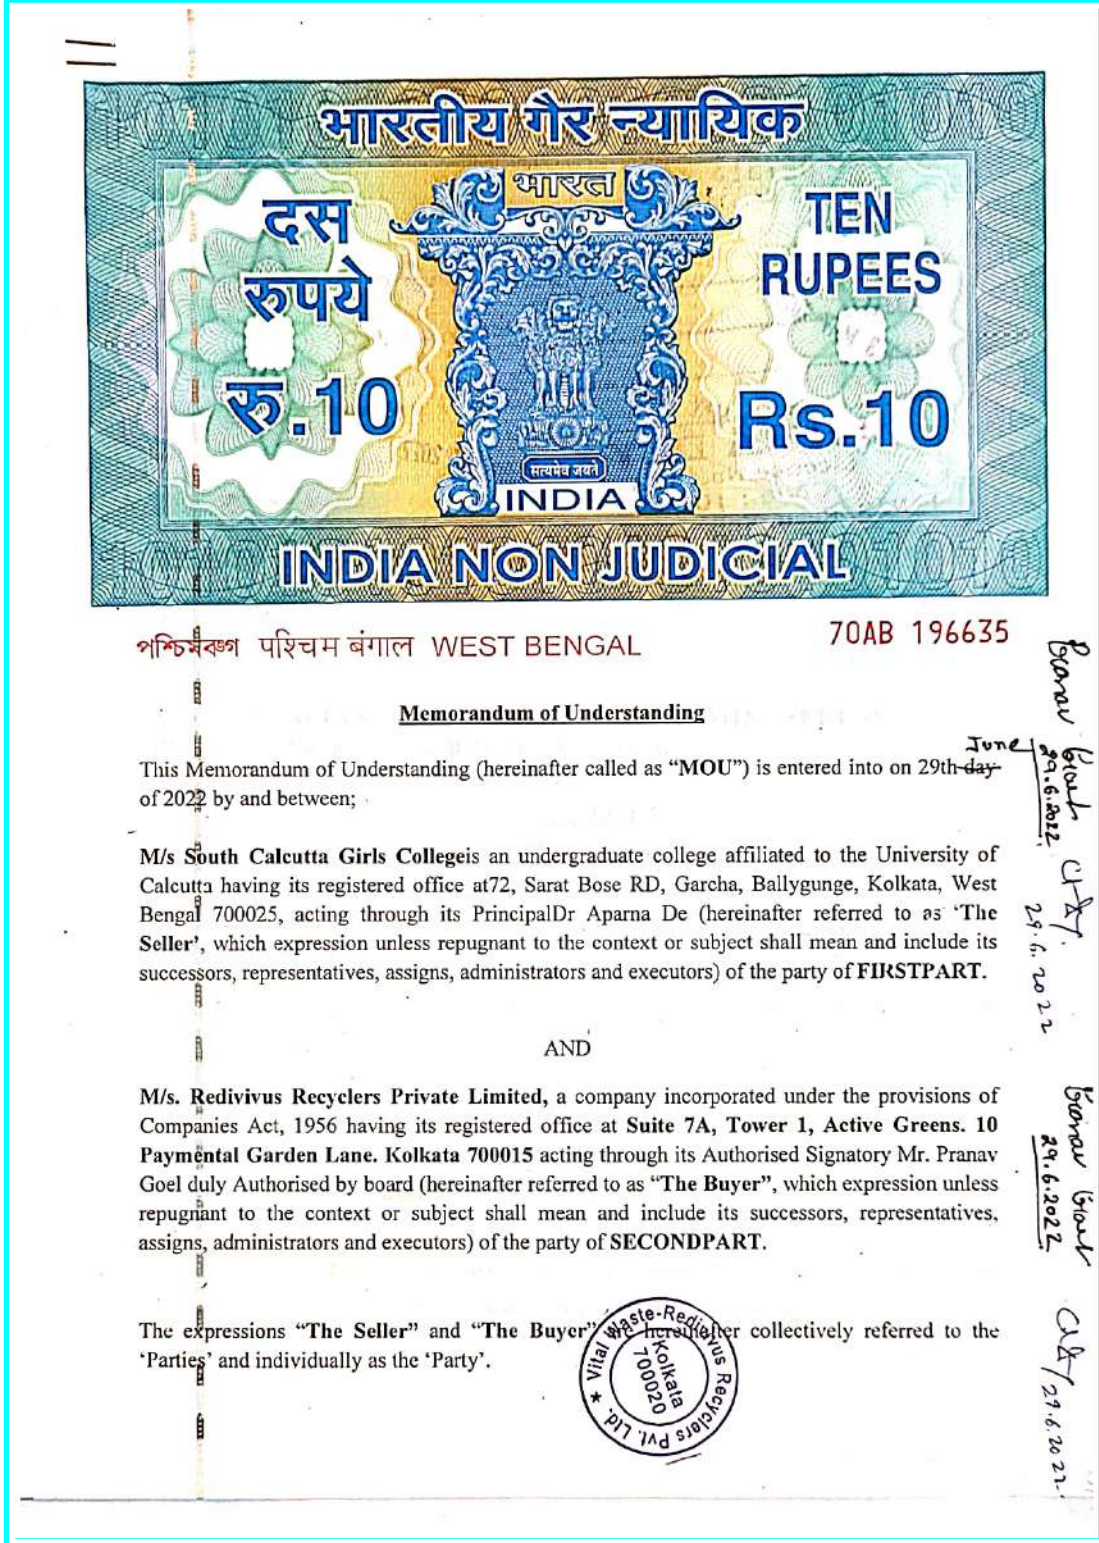 भारतीय गैर न्यायिक
भारत
दस
रुपये
रु.10
TEN
RUPEES
Rs.10
सत्यमेव जयते
INDIA
INDIA NON JUDICIAL
পশ্চিমবঙ্গ पश्चिम बंगाल WEST BENGAL
70AB 196635
Memorandum of Understanding
June
This Memorandum of Understanding (hereinafter called as “MOU”) is entered into on 29th day
of 2022 by and between;
M/s South Calcutta Girls Collegeis an undergraduate college affiliated to the University of
Calcutta having its registered office at72, Sarat Bose RD, Garcha, Ballygunge, Kolkata, West
Bengal 700025, acting through its PrincipalDr Aparna De (hereinafter referred to as ‘The
Seller’, which expression unless repugnant to the context or subject shall mean and include its
successors, representatives, assigns, administrators and executors) of the party of FIRSTPART.
AND
M/s. Redivivus Recyclers Private Limited, a company incorporated under the provisions of
Companies Act, 1956 having its registered office at Suite 7A, Tower 1, Active Greens. 10
Paymental Garden Lane. Kolkata 700015 acting through its Authorised Signatory Mr. Pranav
Goel duly Authorised by board (hereinafter referred to as “The Buyer”, which expression unless
repugnant to the context or subject shall mean and include its successors, representatives,
assigns, administrators and executors) of the party of SECONDPART.
The expressions “The Seller” and “The Buyer” are hereinafter collectively referred to the
‘Parties’ and individually as the ‘Party’.
Vital Waste-Redivivus Recyclers Pvt. Ltd. ★
Kolkata
700020
Pranav Goel
29.6.2022
29.6.2022
Pranav Goel
29.6.2022
29.6.2022